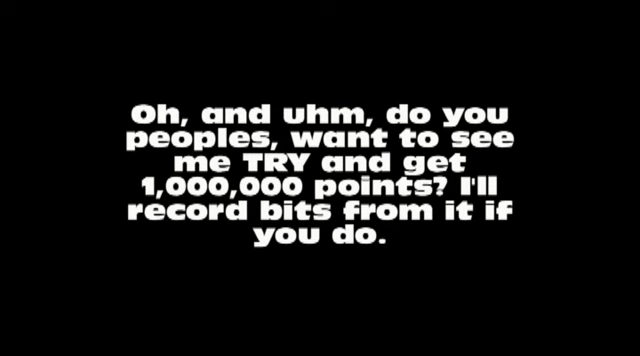 Oh, and uhm, do you
peoples, want to see
me TRY and get
1,000,000 points? I'll
record bits from it if
you do.